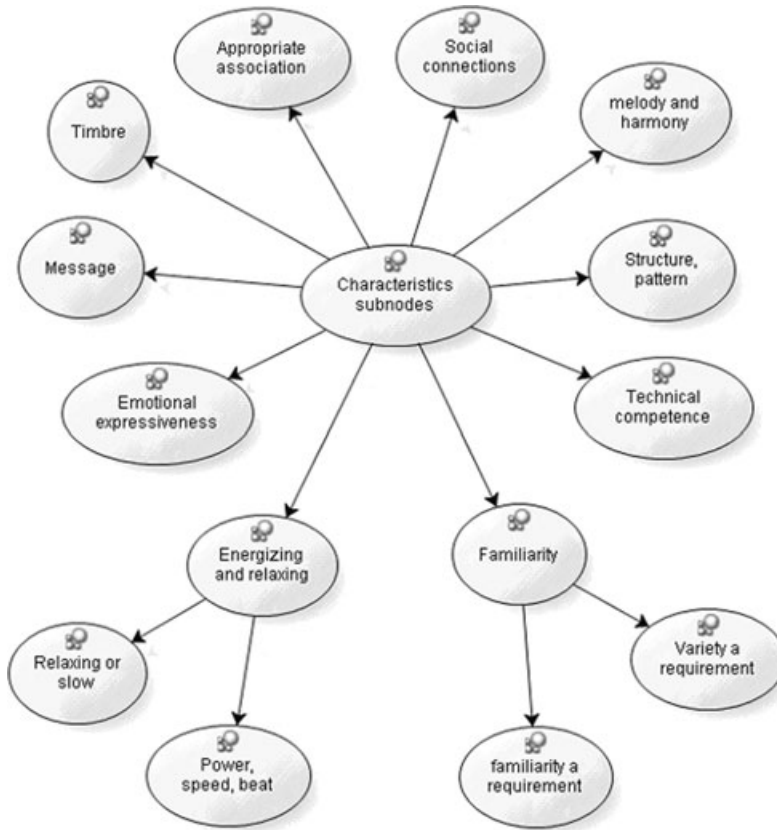 Appropriate
association
Social
connections
Timbre
melody and
harmony
Message
Characteristics
subnodes
Structure,
pattern
Emotional
expressiveness
Technical
competence
Energizing
and relaxing
Familiarity
Relaxing or
slow
Variety a
requirement
Power,
speed, beat
familiarity a
requirement